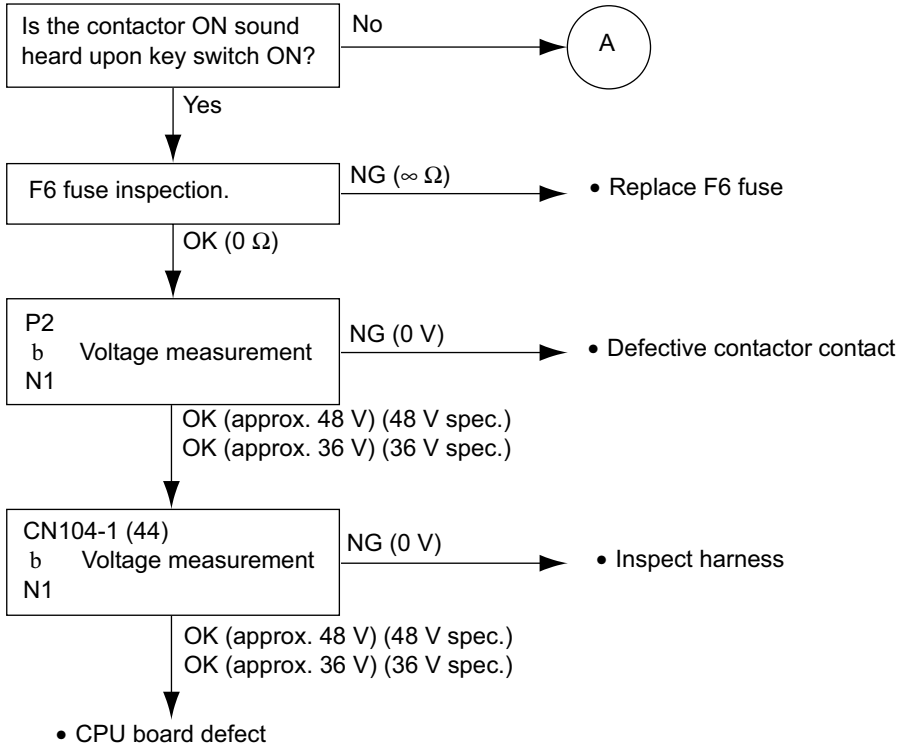 Is the contactor ON sound
heard upon key switch ON?
No
A
Yes
F6 fuse inspection.
NG (∞ Ω)
• Replace F6 fuse
OK (0 Ω)
P2
b Voltage measurement
N1
NG (0 V)
• Defective contactor contact
OK (approx. 48 V) (48 V spec.)
OK (approx. 36 V) (36 V spec.)
CN104-1 (44)
b Voltage measurement
N1
NG (0 V)
• Inspect harness
OK (approx. 48 V) (48 V spec.)
OK (approx. 36 V) (36 V spec.)
• CPU board defect